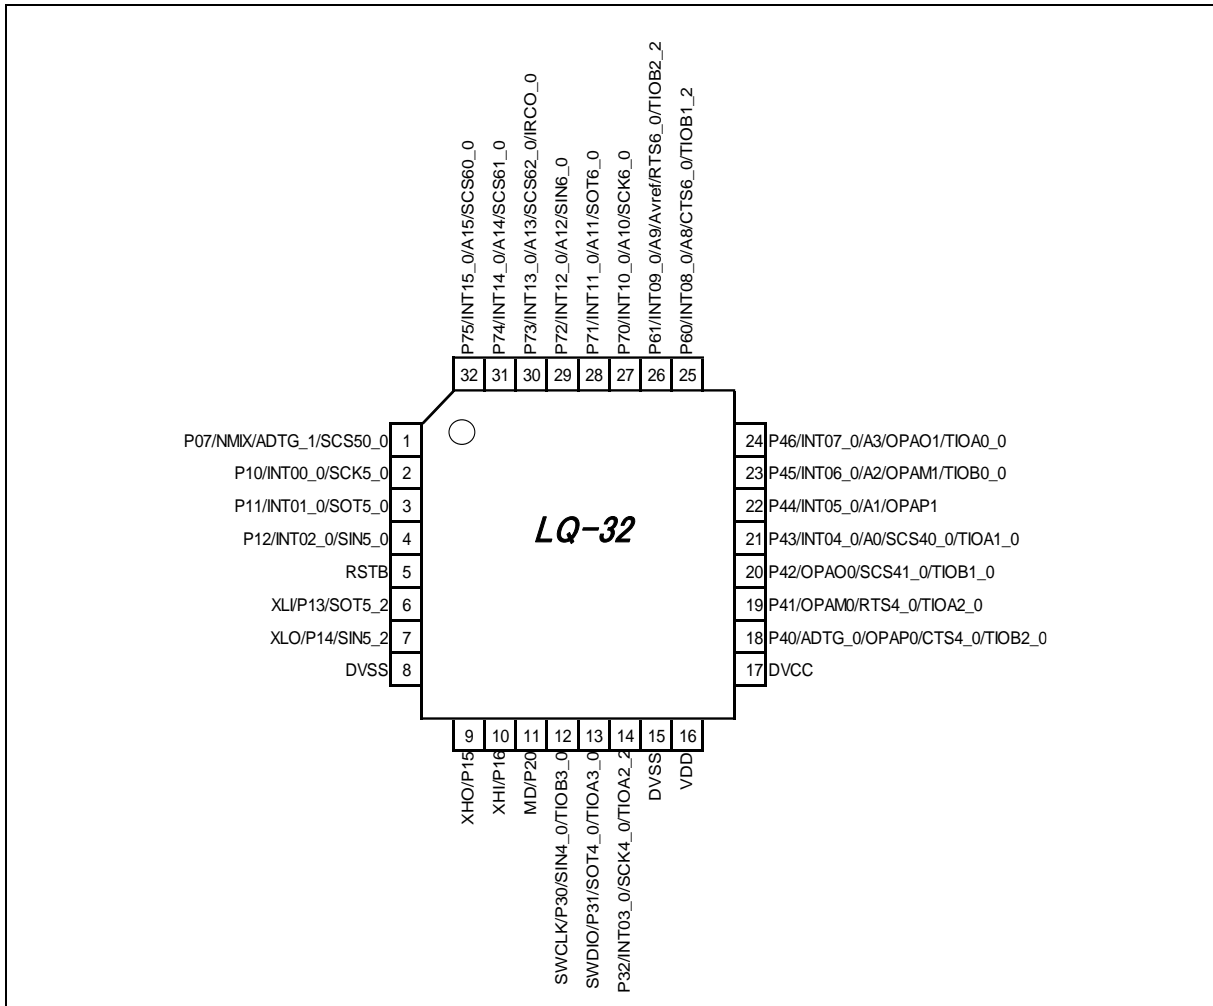 P75/INT15_0/A15/SCS60_0
P74/INT14_0/A14/SCS61_0
P73/INT13_0/A13/SCS62_0/IRCO_0
P72/INT12_0/A12/SIN6_0
P71/INT11_0/A11/SOT6_0
P70/INT10_0/A10/SCK6_0
P61/INT09_0/A9/Avref/RTS6_0/TIOB2_2
P60/INT08_0/A8/CTS6_0/TIOB1_2
32 31 30 29 28 27 26 25
P07/NMIX/ADTG_1/SCS50_0 1
P10/INT00_0/SCK5_0 2
P11/INT01_0/SOT5_0 3
P12/INT02_0/SIN5_0 4
RSTB 5
XLI/P13/SOT5_2 6
XLO/P14/SIN5_2 7
DVSS 8
LQ-32
24 P46/INT07_0/A3/OPAO1/TIOA0_0
23 P45/INT06_0/A2/OPAM1/TIOB0_0
22 P44/INT05_0/A1/OPAP1
21 P43/INT04_0/A0/SCS40_0/TIOA1_0
20 P42/OPAO0/SCS41_0/TIOB1_0
19 P41/OPAM0/RTS4_0/TIOA2_0
18 P40/ADTG_0/OPAP0/CTS4_0/TIOB2_0
17 DVCC
9 10 11 12 13 14 15 16
XHO/P15
XHI/P16
MD/P20
SWCLK/P30/SIN4_0/TIOB3_0
SWDIO/P31/SOT4_0/TIOA3_0
P32/INT03_0/SCK4_0/TIOA2_2
DVSS
VDD